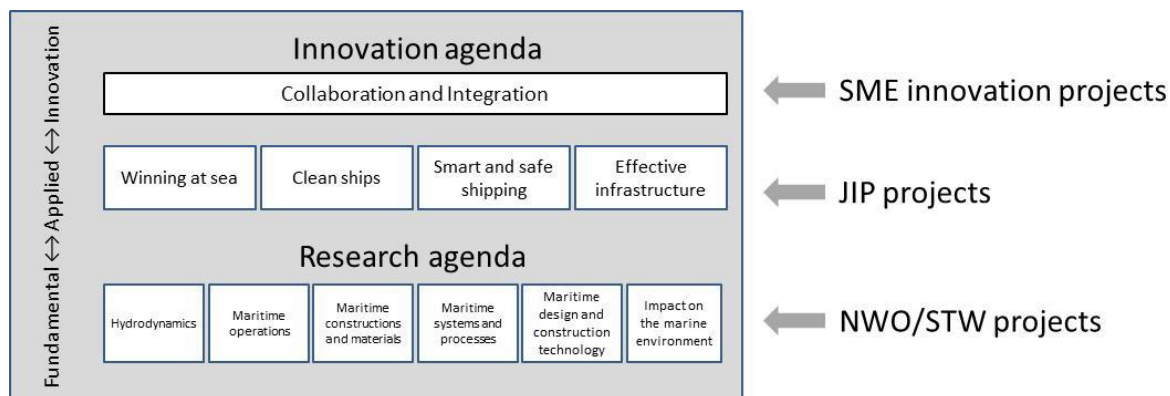 Fundamental ↔ Applied ↔ Innovation
Innovation agenda
Collaboration and Integration
SME innovation projects
Winning at sea
Clean ships
Smart and safe
shipping
Effective
infrastructure
JIP projects
Research agenda
Hydrodynamics
Maritime
operations
Maritime
constructions
and materials
Maritime
systems and
processes
Maritime
design and
construction
technology
Impact on
the marine
environment
NWO/STW projects